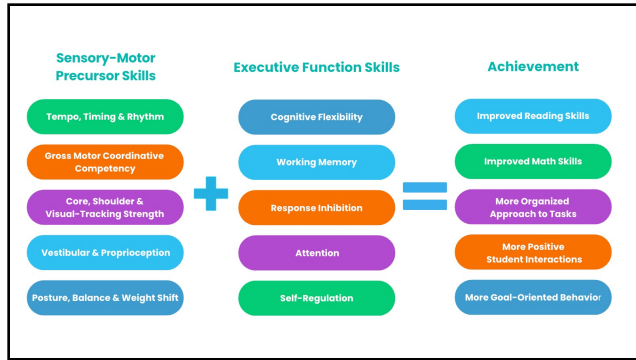 Sensory-Motor
Precursor Skills
Tempo, Timing & Rhythm
Gross Motor Coordinative
Competency
Core, Shoulder &
Visual-Tracking Strength
Vestibular & Proprioception
Posture, Balance & Weight Shift
+
Executive Function Skills
Cognitive Flexibility
Working Memory
Response Inhibition
Attention
Self-Regulation
=
Achievement
Improved Reading Skills
Improved Math Skills
More Organized
Approach to Tasks
More Positive
Student Interactions
More Goal-Oriented Behavior